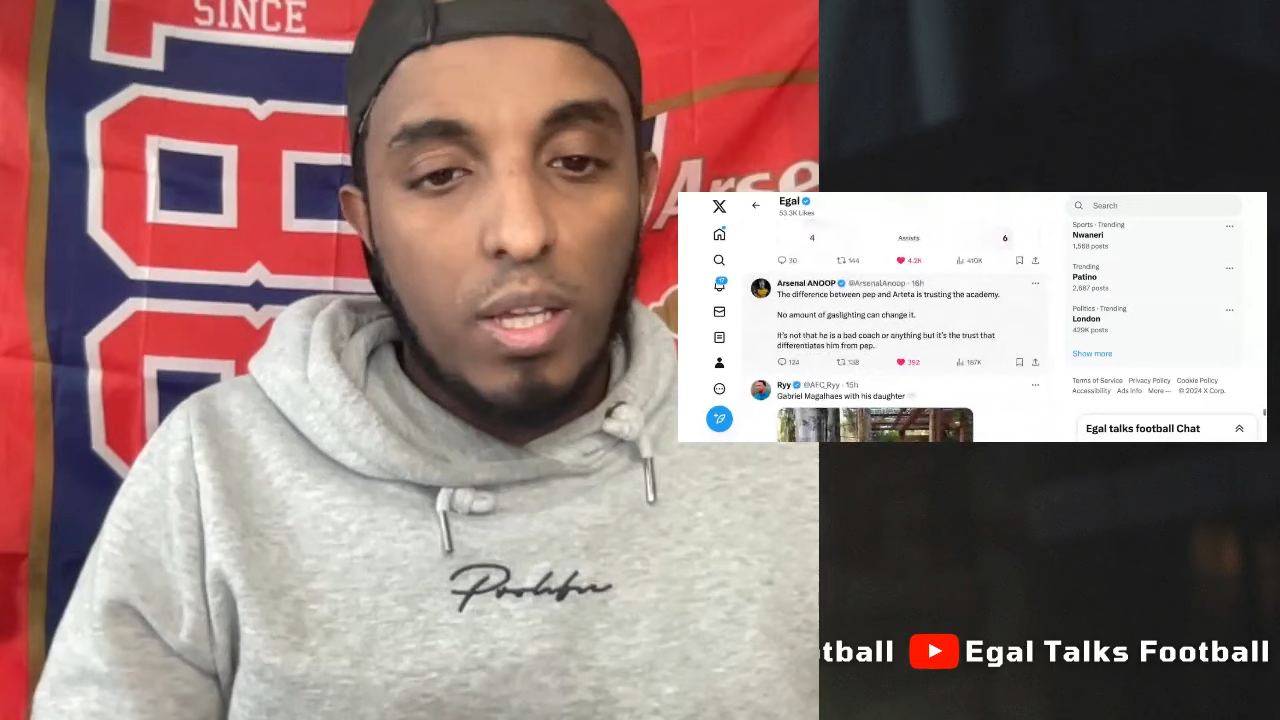 SINCE
Arse
Egal
53.3K Likes
4 Assists 6
30 144 4.2K 410K
Arsenal ANOOP @ArsenalAnoop · 16h
The difference between pep and Arteta is trusting the academy.
No amount of gaslighting can change it.
It's not that he is a bad coach or anything but it's the trust that
differentiates him from pep.
124 138 392 187K
Ryy @AFC_Ryy · 15h
Gabriel Magalhaes with his daughter
Search
Sports · Trending
Nwaneri
1,568 posts
Trending
Patino
2,687 posts
Politics · Trending
London
429K posts
Show more
Terms of Service Privacy Policy Cookie Policy
Accessibility Ads info More ··· © 2024 X Corp.
Egal talks football Chat
17
tball Egal Talks Football